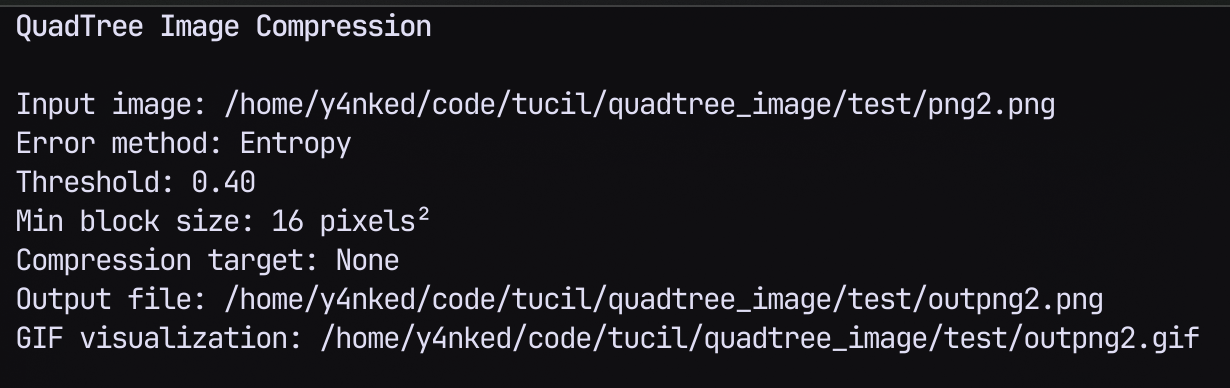 QuadTree Image Compression
Input image: /home/y4nked/code/tucil/quadtree_image/test/png2.png
Error method: Entropy
Threshold: 0.40
Min block size: 16 pixels²
Compression target: None
Output file: /home/y4nked/code/tucil/quadtree_image/test/outpng2.png
GIF visualization: /home/y4nked/code/tucil/quadtree_image/test/outpng2.gif